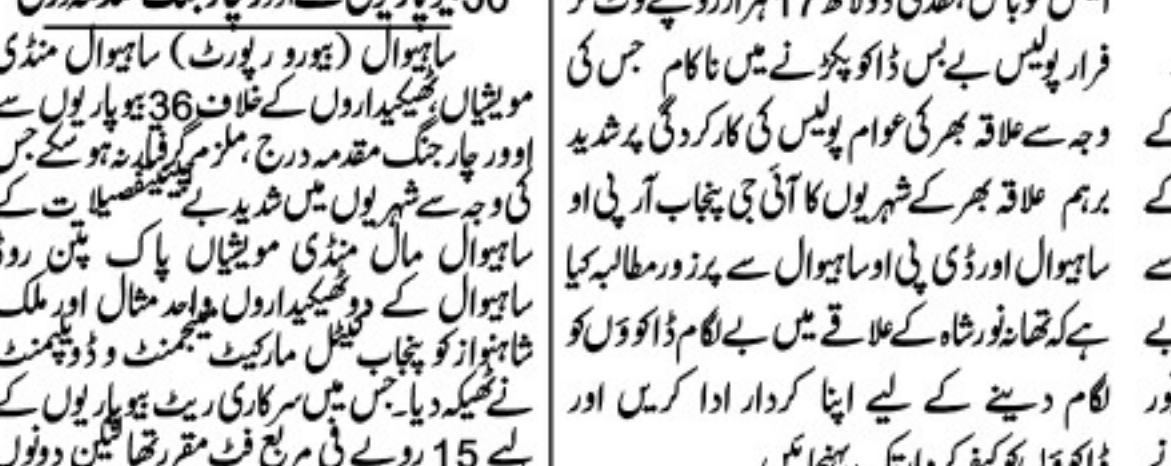 فرار پولیس بے بس ڈاکو پکڑنے میں ناکام جس کی
وجہ سے علاقہ بھر کی عوام پولیس کی کارکردگی پر شدید
برہم علاقہ بھر کے شہریوں کا آئی جی پنجاب آر پی او
ساہیوال اور ڈی پی او ساہیوال سے پرزور مطالبہ کیا
ہے کہ تھانہ نور شاہ کے علاقے میں بے لگام ڈاکوؤں کو
لگام دینے کے لیے اپنا کردار ادا کریں اور
ساہیوال (بیورو رپورٹ) ساہیوال منڈی
مویشیاں، ٹھیکیداروں کے خلاف 36 بیوپاریوں سے
اوور چارجنگ مقدمہ درج، ملزم گرفتار نہ ہو سکے جس
کی وجہ سے شہریوں میں شدید تفصیلات کے
ساہیوال مال منڈی مویشیاں پاک پتن روڈ
ساہیوال کے دو ٹھیکیداروں واحد مثال اور ملک
شاہنواز کو پنجاب کیٹل مارکیٹ مینجمنٹ و ڈویلپمنٹ
نے ٹھیکہ دیا۔ جس میں سرکاری ریٹ بیوپاریوں کے
لیے 15 روپے فی مربع فٹ مقرر تھا لیکن دونوں